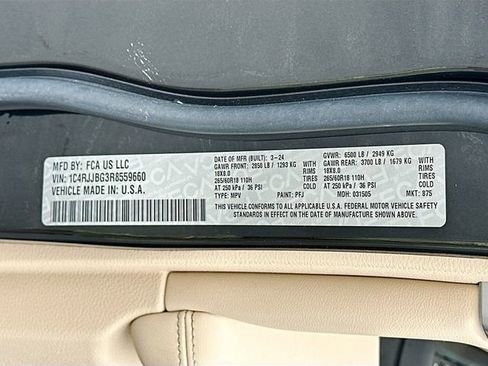 MFD BY: FCA US LLC
VIN: 1C4RJJBG3R8559660
VEHICLE MADE IN: U.S.A.
DATE OF MFR (BUILT): 3-24
GAWR FRONT: 2850 LB / 1293 KG WITH
18X8.0 RIMS
265/60R18 110H TIRES
AT 250 kPa / 36 PSI
TYPE: MPV PAINT: PFJ
GVWR: 6500 LB / 2949 KG
GAWR REAR: 3700 LB / 1679 KG WITH
18X8.0 RIMS
265/60R18 110H TIRES
AT 250 kPa / 36 PSI
MDH: 031505 MKT: 875
THIS VEHICLE CONFORMS TO ALL APPLICABLE U.S.A. FEDERAL MOTOR VEHICLE SAFETY
STANDARDS IN EFFECT ON THE DATE OF MANUFACTURE SHOWN ABOVE.